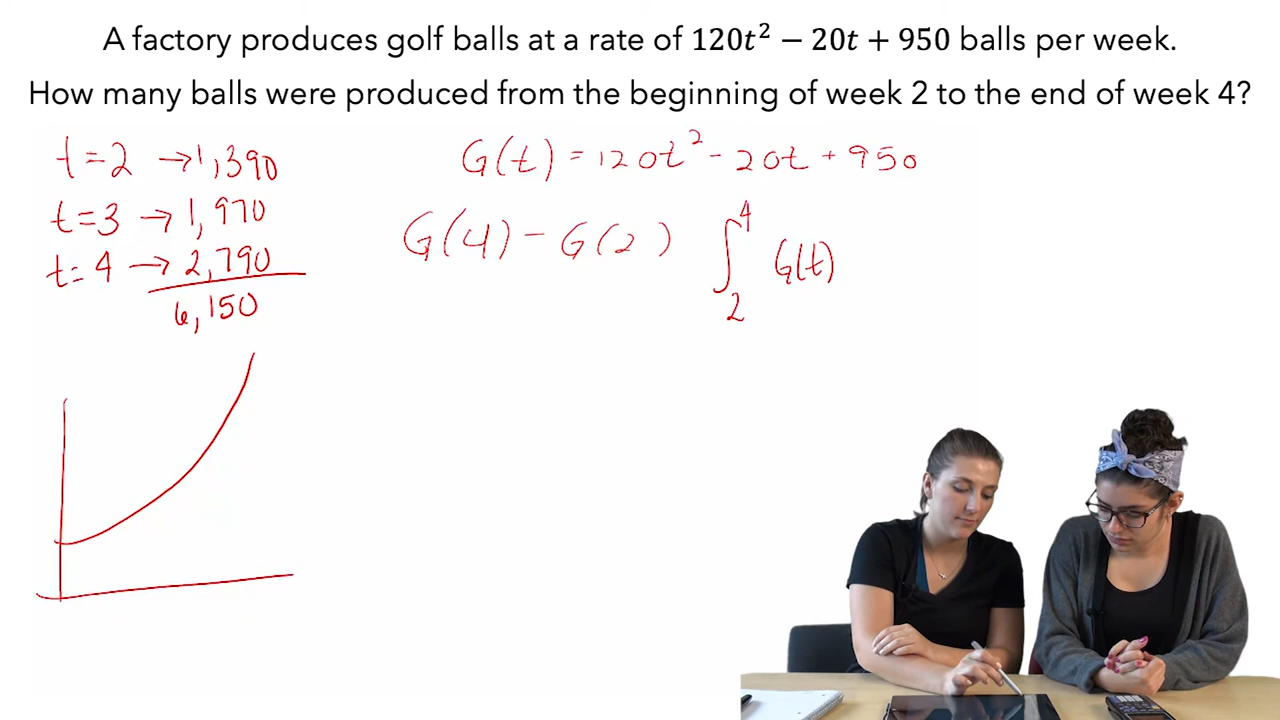 A factory produces golf balls at a rate of 120t² − 20t + 950 balls per week.
How many balls were produced from the beginning of week 2 to the end of week 4?
t=2 → 1,390
t=3 → 1,970
t=4 → 2,790
6,150
G(t) = 120t² - 20t + 950
G(4) - G(2) ∫₂⁴ G(t)